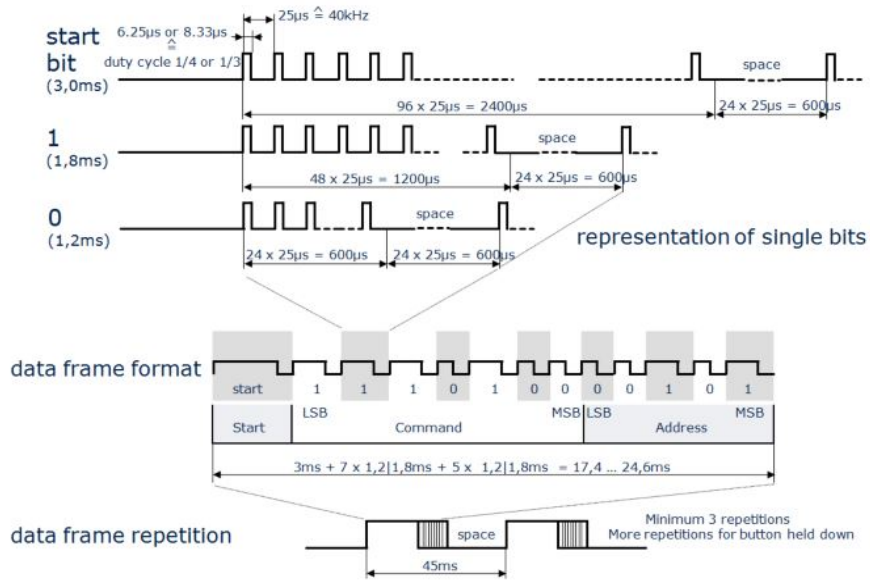 25µs ≙ 40kHz
6.25µs or 8.33µs
≙
duty cycle 1/4 or 1/3
start
bit
(3,0ms)
space
96 x 25µs = 2400µs
24 x 25µs = 600µs
1
(1,8ms)
space
48 x 25µs = 1200µs
24 x 25µs = 600µs
0
(1,2ms)
space
24 x 25µs = 600µs
24 x 25µs = 600µs
representation of single bits
data frame format
start 1 1 1 0 1 0 0 0 0 1 0 1
LSB MSB LSB MSB
Start Command Address
3ms + 7 x 1,2|1,8ms + 5 x 1,2|1,8ms = 17,4 ... 24,6ms
data frame repetition
space
Minimum 3 repetitions
More repetitions for button held down
45ms